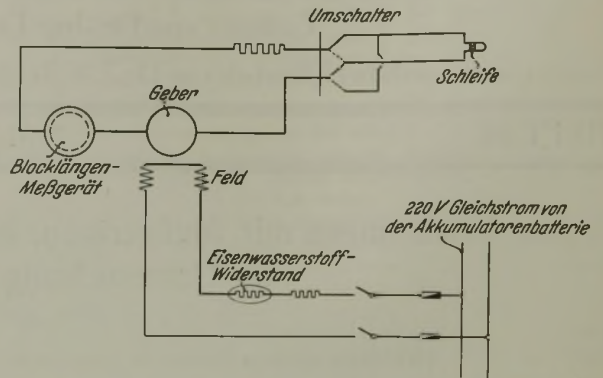 Umschalter
Schleife
Geber
Blocklängen-
Meßgerät
Feld
220 V Gleichstrom von
der Akkumulatorenbatterie
Eisenwasserstoff-
Widerstand